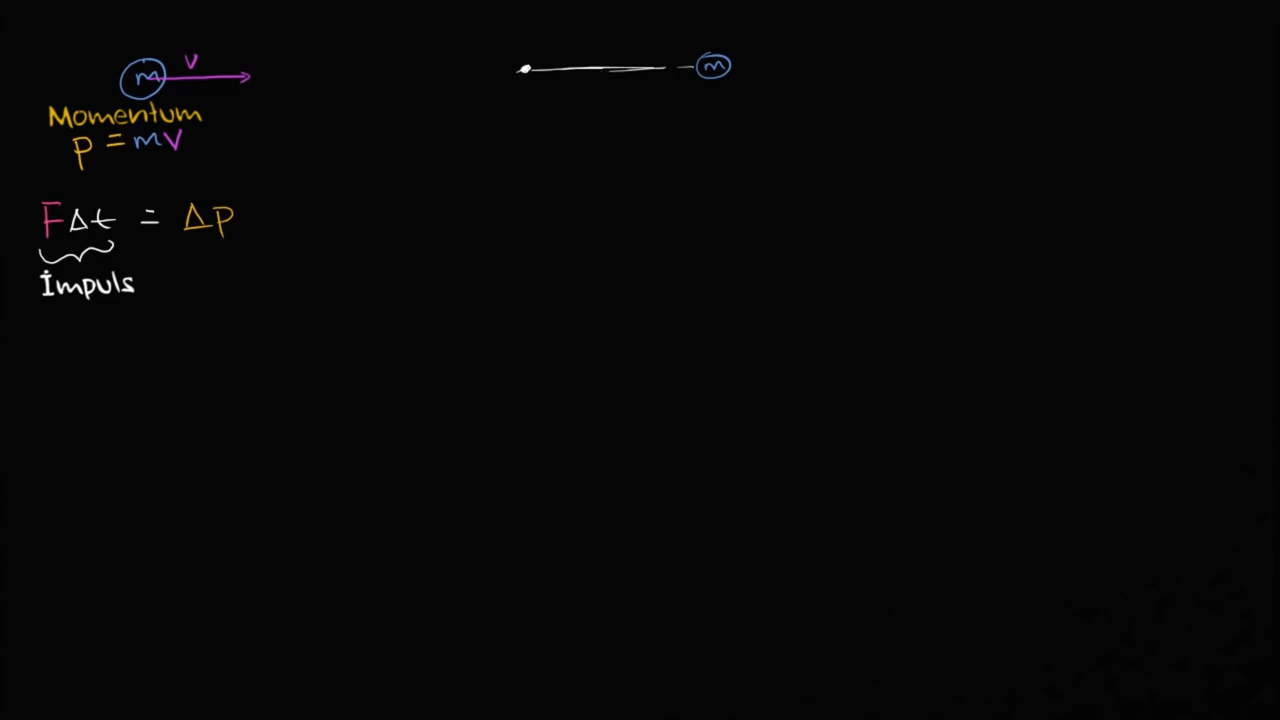 m v
m
Momentum
p = mv
FΔt = Δp
İmpuls